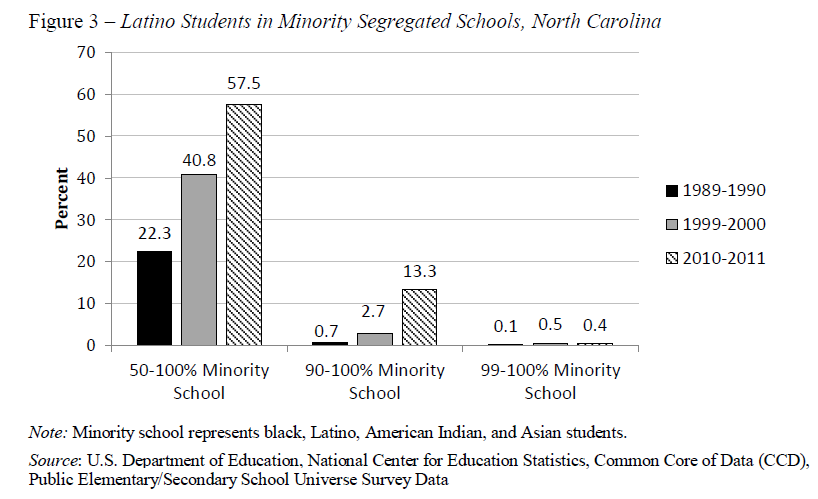 Figure 3 – Latino Students in Minority Segregated Schools, North Carolina
70
60
50
40
30
20
10
0
Percent
22.3
40.8
57.5
0.7
2.7
13.3
0.1
0.5
0.4
50-100% Minority
School
90-100% Minority
School
99-100% Minority
School
1989-1990
1999-2000
2010-2011
Note: Minority school represents black, Latino, American Indian, and Asian students.
Source: U.S. Department of Education, National Center for Education Statistics, Common Core of Data (CCD),
Public Elementary/Secondary School Universe Survey Data